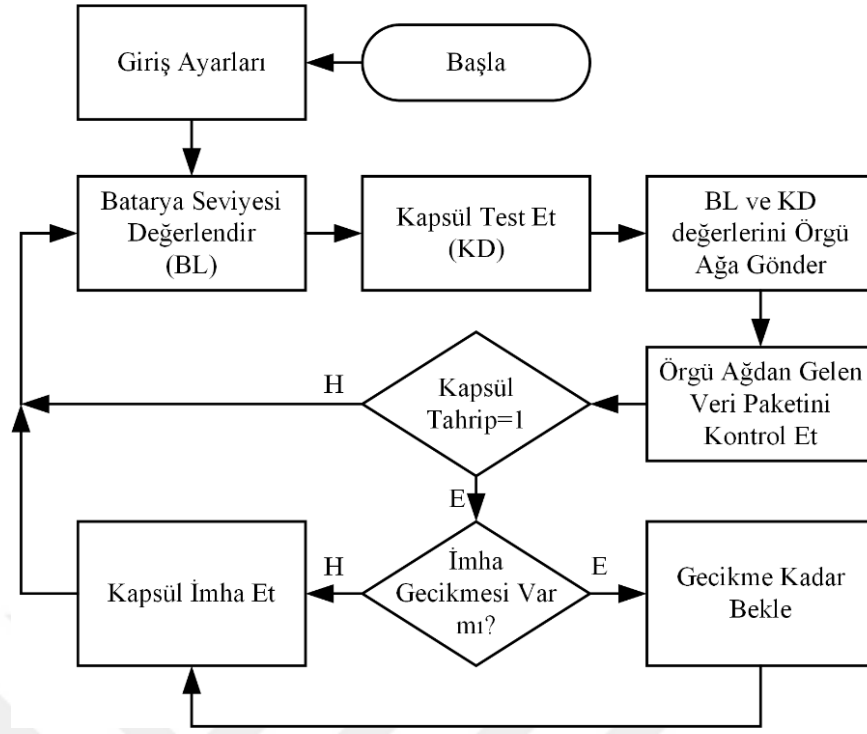 Giriş Ayarları
Başla
Batarya Seviyesi
Değerlendir
(BL)
Kapsül Test Et
(KD)
BL ve KD
değerlerini Örgü
Ağa Gönder
Örgü Ağdan Gelen
Veri Paketini
Kontrol Et
Kapsül
Tahrip=1
H
E
İmha
Gecikmesi Var
mı?
H
E
Kapsül İmha Et
Gecikme Kadar
Bekle